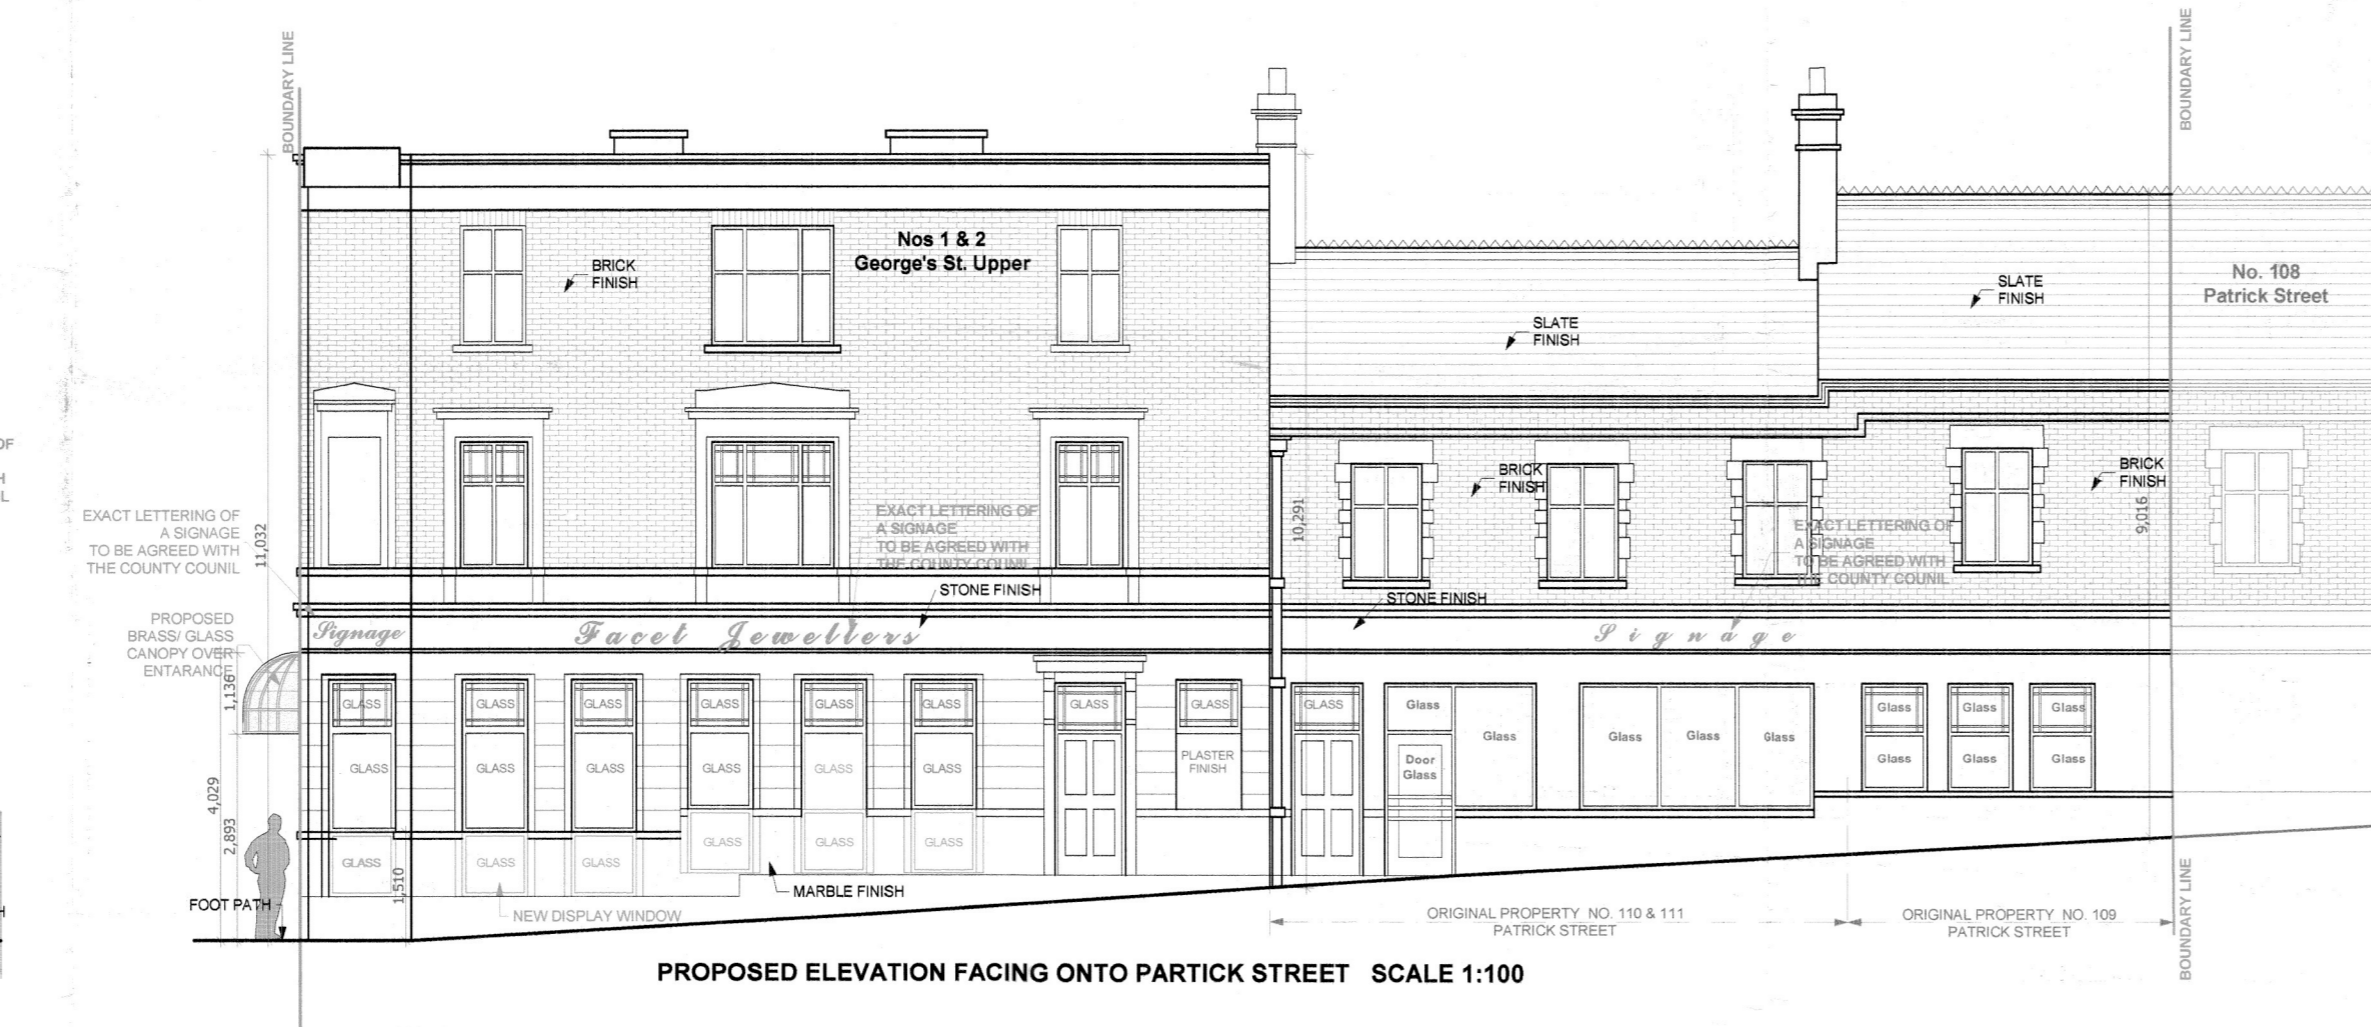 BOUNDARY LINE
BOUNDARY LINE
Nos 1 & 2
George's St. Upper
BRICK
FINISH
SLATE
FINISH
SLATE
FINISH
No. 108
Patrick Street
OF
H
L
EXACT LETTERING OF
A SIGNAGE
TO BE AGREED WITH
THE COUNTY COUNIL
11,032
EXACT LETTERING OF
A SIGNAGE
TO BE AGREED WITH
THE COUNTY COUNIL
10,291
BRICK
FINISH
EXACT LETTERING OF
A SIGNAGE
TO BE AGREED WITH
THE COUNTY COUNIL
BRICK
FINISH
9,016
STONE FINISH
STONE FINISH
PROPOSED
BRASS/ GLASS
CANOPY OVER
ENTARANCE
Signage
Facet Jewellers
Signage
1,136
4,029
2,893
GLASS
GLASS
GLASS
GLASS
GLASS
GLASS
GLASS
GLASS
GLASS
Glass
Glass
Glass
Glass
GLASS
GLASS
GLASS
GLASS
GLASS
GLASS
PLASTER
FINISH
Door
Glass
Glass
Glass
Glass
Glass
Glass
Glass
Glass
GLASS
GLASS
GLASS
GLASS
GLASS
GLASS
1,510
FOOT PATH
NEW DISPLAY WINDOW
MARBLE FINISH
H
ORIGINAL PROPERTY NO. 110 & 111
PATRICK STREET
ORIGINAL PROPERTY NO. 109
PATRICK STREET
BOUNDARY LINE
PROPOSED ELEVATION FACING ONTO PARTICK STREET SCALE 1:100